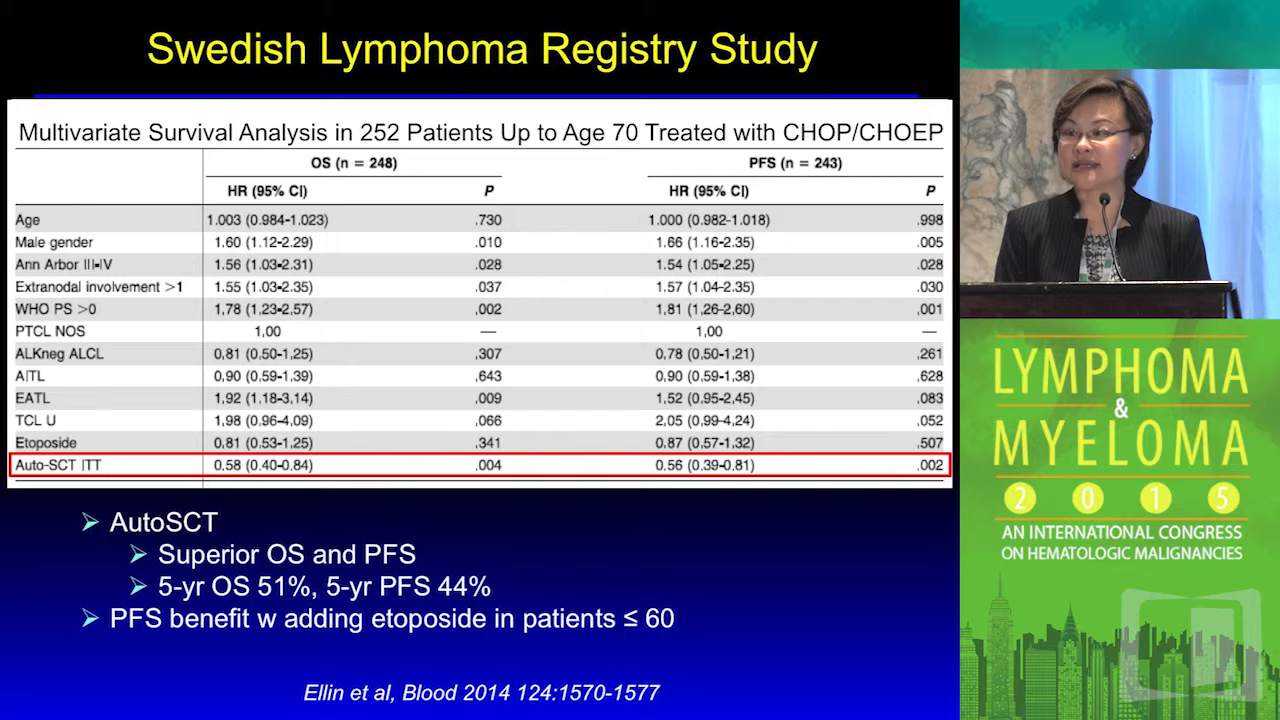 Swedish Lymphoma Registry Study
Multivariate Survival Analysis in 252 Patients Up to Age 70 Treated with CHOP/CHOEP
OS (n = 248) PFS (n = 243)
HR (95% CI) P HR (95% CI) P
Age 1.003 (0.984-1.023) .730 1.000 (0.982-1.018) .998
Male gender 1.60 (1.12-2.29) .010 1.66 (1.16-2.35) .005
Ann Arbor III-IV 1.56 (1.03-2.31) .028 1.54 (1.05-2.25) .028
Extranodal involvement >1 1.55 (1.03-2.35) .037 1.57 (1.04-2.35) .030
WHO PS >0 1.78 (1.23-2.57) .002 1.81 (1.26-2.60) .001
PTCL NOS 1.00 — 1.00 —
ALKneg ALCL 0.81 (0.50-1.25) .307 0.78 (0.50-1.21) .261
AITL 0.90 (0.59-1.39) .643 0.90 (0.59-1.38) .628
EATL 1.92 (1.18-3.14) .009 1.52 (0.95-2.45) .083
TCL U 1.98 (0.96-4.09) .066 2.05 (0.99-4.24) .052
Etoposide 0.81 (0.53-1.25) .341 0.87 (0.57-1.32) .507
Auto-SCT ITT 0.58 (0.40-0.84) .004 0.56 (0.39-0.81) .002
➢ AutoSCT
➢ Superior OS and PFS
➢ 5-yr OS 51%, 5-yr PFS 44%
➢ PFS benefit w adding etoposide in patients ≤ 60
Ellin et al, Blood 2014 124:1570-1577
LYMPHOMA
&
MYELOMA
2015
AN INTERNATIONAL CONGRESS
ON HEMATOLOGIC MALIGNANCIES